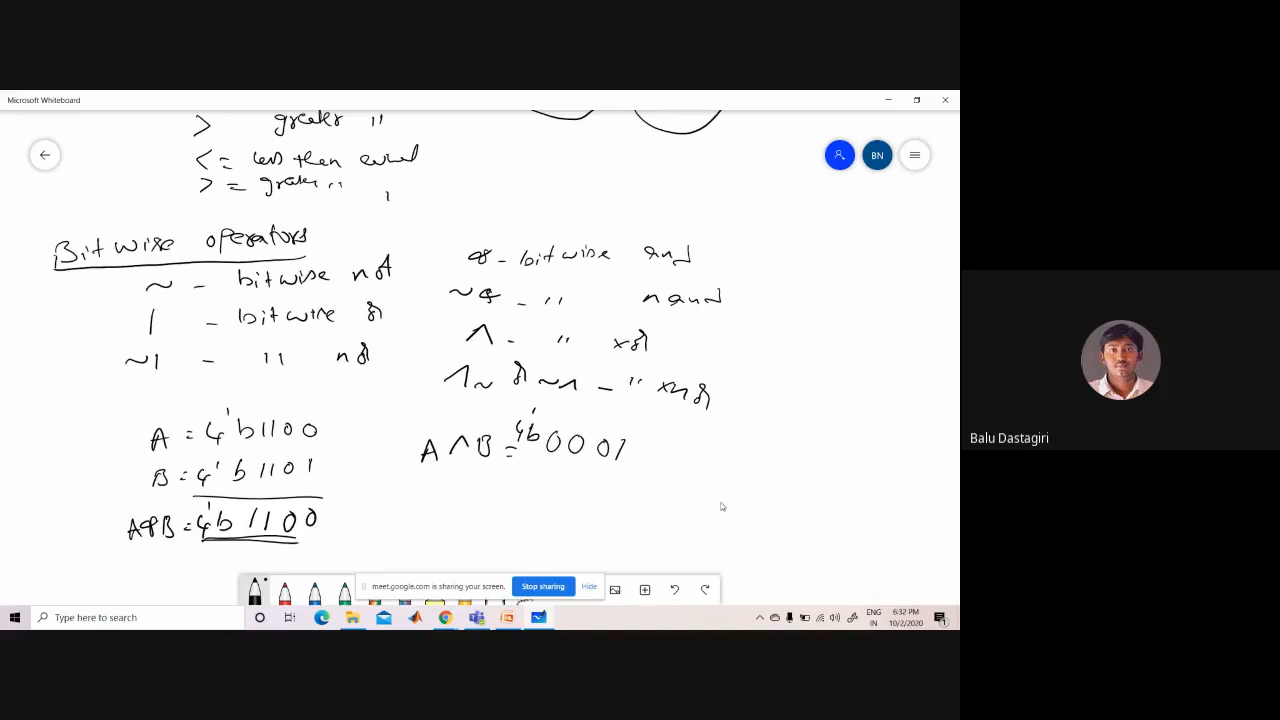 Microsoft Whiteboard
> greater "
<= less than equal
>= greater "
BN
Bitwise operators
~ - bitwise not
| - bitwise or
~| - " nor
& - bitwise and
~& - " nand
^ - " xor
^~ or ~^ - " xnor
A = 4'b1100
B = 4'b1101
A&B = 4'b1100
A^B = 4'b0001
Balu Dastagiri
meet.google.com is sharing your screen. Stop sharing Hide
Type here to search
ENG
IN
6:32 PM
10/2/2020